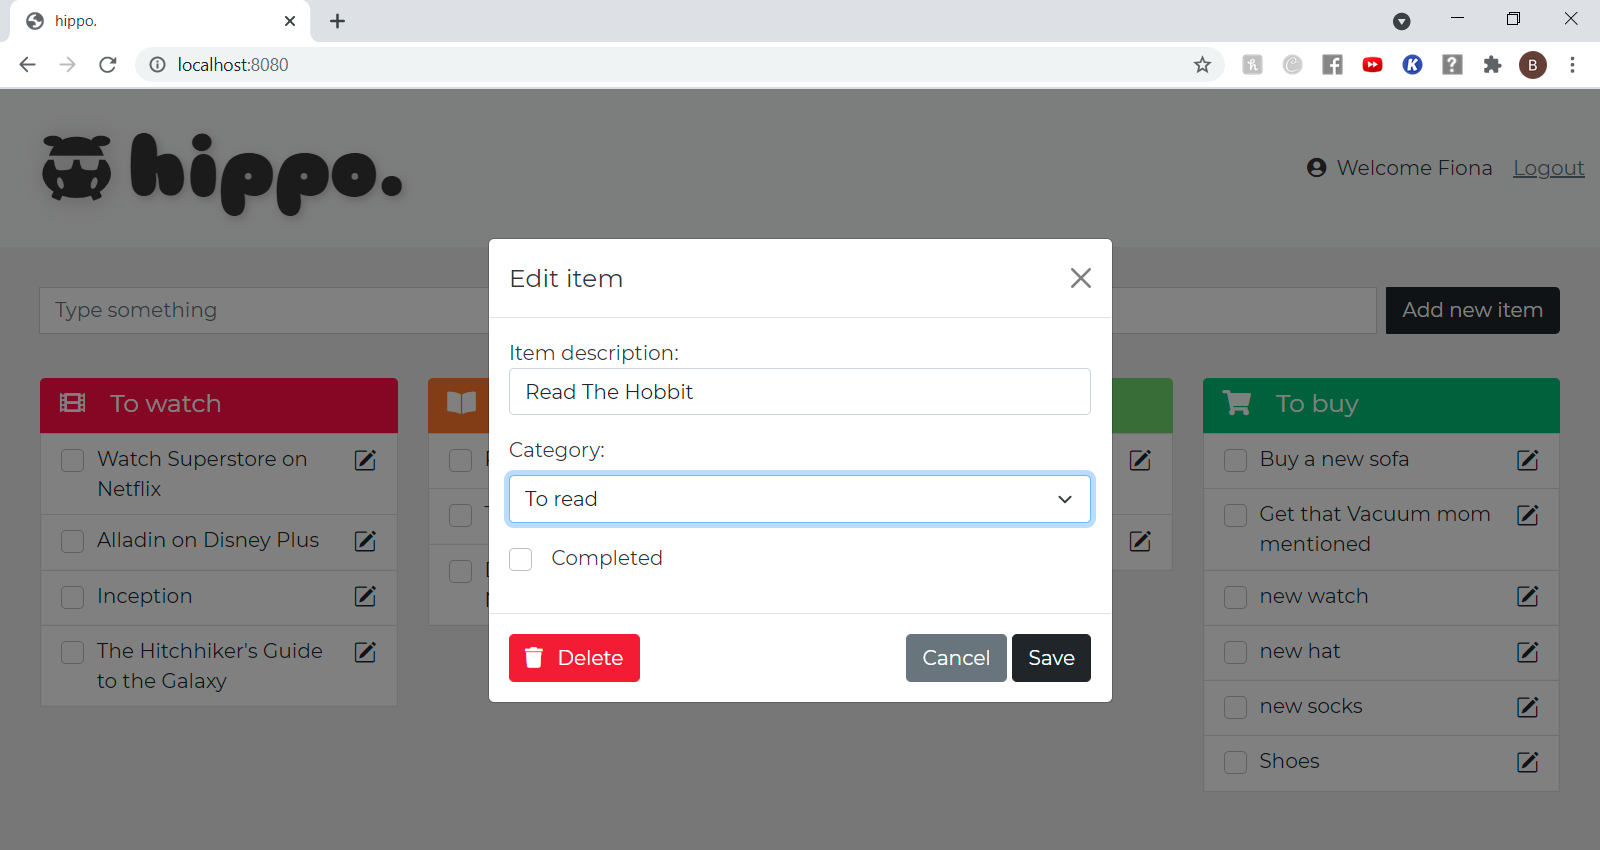 hippo.
localhost:8080
B
hippo.
Welcome Fiona Logout
Edit item
Type something
Add new item
Item description:
Read The Hobbit
Category:
To read
Completed
Delete
Cancel
Save
To watch
Watch Superstore on
Netflix
Alladin on Disney Plus
Inception
The Hitchhiker's Guide
to the Galaxy
To buy
Buy a new sofa
Get that Vacuum mom
mentioned
new watch
new hat
new socks
Shoes